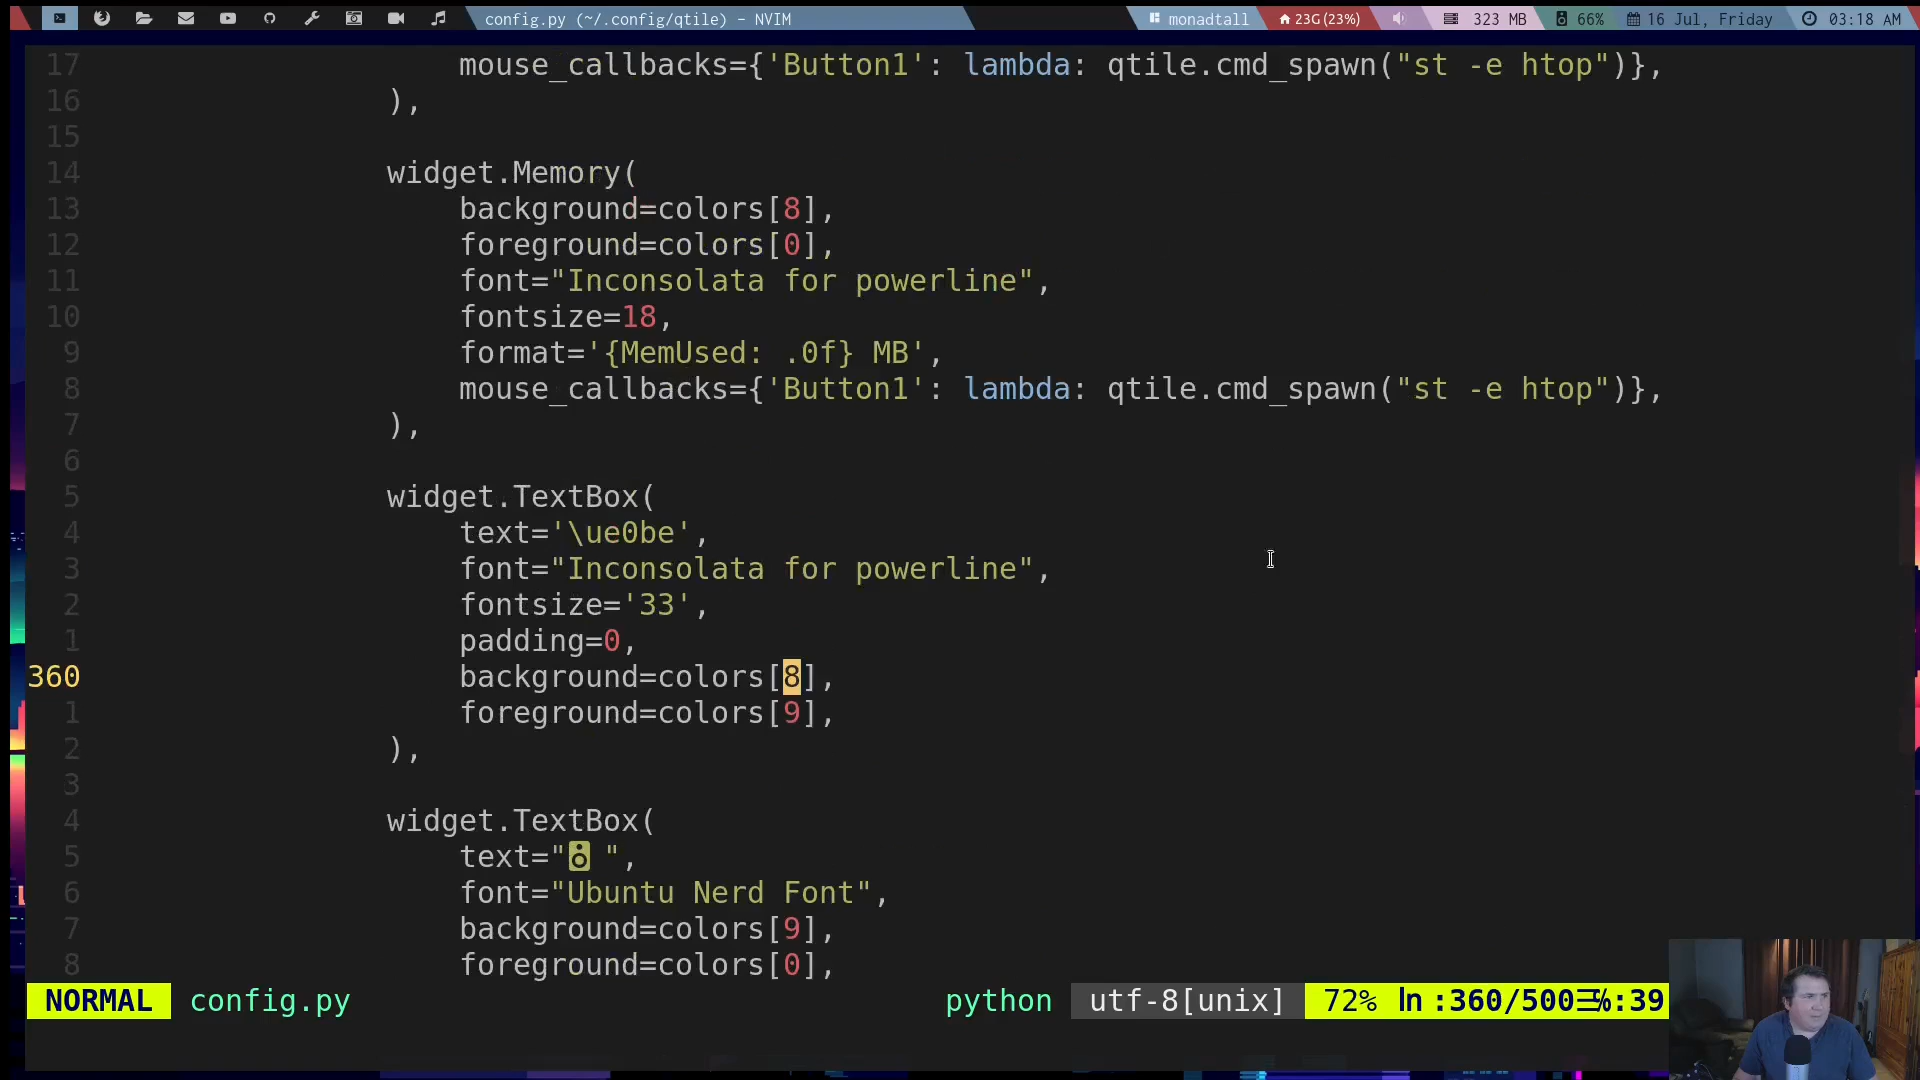 config.py (~/.config/qtile) – NVIM
monadtall
23G(23%)
323 MB
66%
16 Jul, Friday
03:18 AM
17 mouse_callbacks={'Button1': lambda: qtile.cmd_spawn("st -e htop")},
16 ),
15
14 widget.Memory(
13 background=colors[8],
12 foreground=colors[0],
11 font="Inconsolata for powerline",
10 fontsize=18,
9 format='{MemUsed: .0f} MB',
8 mouse_callbacks={'Button1': lambda: qtile.cmd_spawn("st -e htop")},
7 ),
6
5 widget.TextBox(
4 text='\ue0be',
3 font="Inconsolata for powerline",
2 fontsize='33',
1 padding=0,
360 background=colors[8],
1 foreground=colors[9],
2 ),
3
4 widget.TextBox(
5 text=" ",
6 font="Ubuntu Nerd Font",
7 background=colors[9],
8 foreground=colors[0],
NORMAL config.py python utf-8[unix] 72% ln :360/500☰%:39